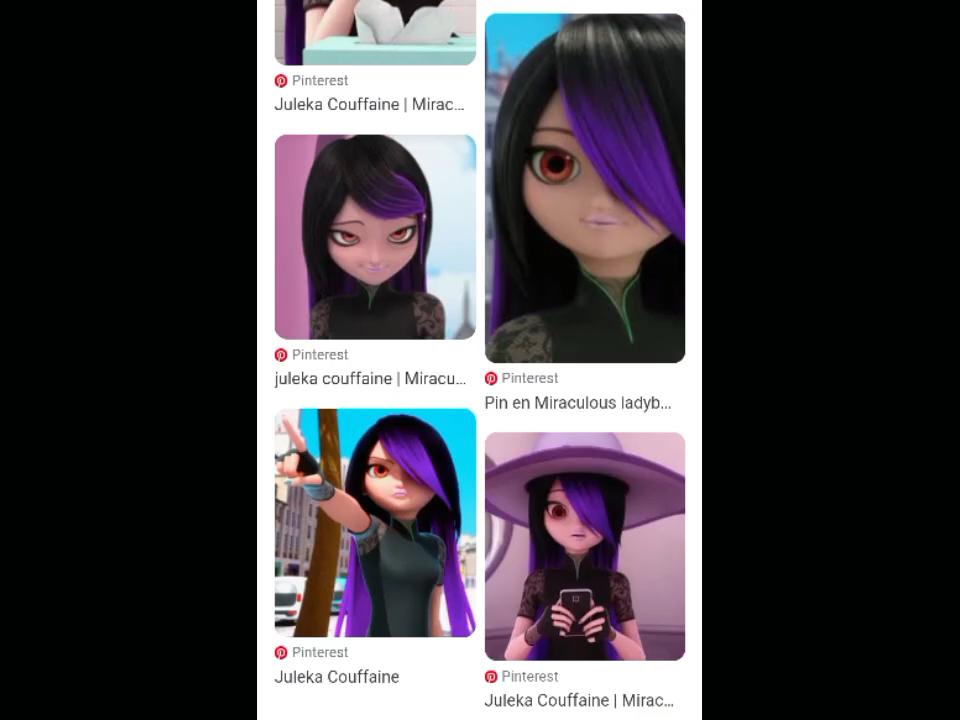 Pinterest
Juleka Couffaine | Mirac...
Pinterest
juleka couffaine | Miracu...
Pinterest
Pin en Miraculous ladyb...
Pinterest
Juleka Couffaine
Pinterest
Juleka Couffaine | Mirac...